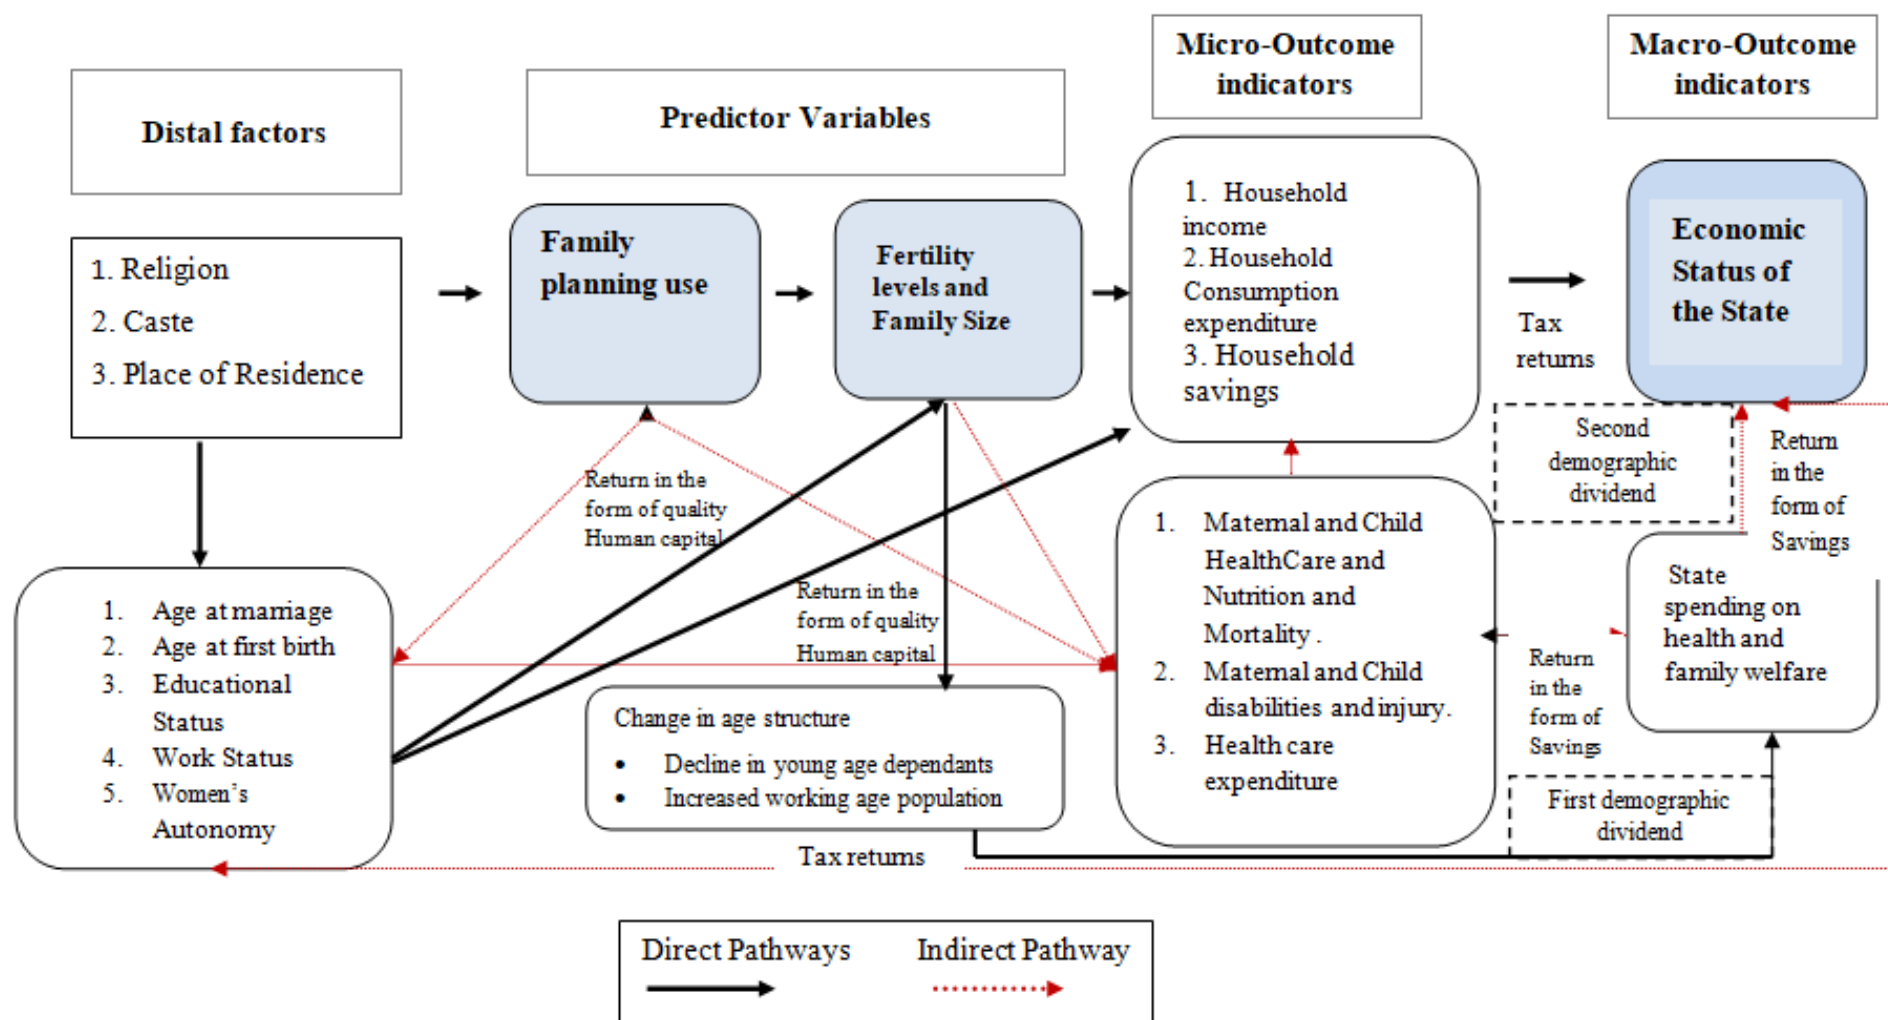 Distal factors
Predictor Variables
Micro-Outcome
indicators
Macro-Outcome
indicators
1. Religion
2. Caste
3. Place of Residence
Family
planning use
Fertility
levels and
Family Size
1. Household
income
2. Household
Consumption
expenditure
3. Household
savings
Tax
returns
Economic
Status of
the State
Second
demographic
dividend
Return
in the
form of
Savings
Return in the
form of quality
Human capital
Return in the
form of quality
Human capital
1. Age at marriage
2. Age at first birth
3. Educational
Status
4. Work Status
5. Women's
Autonomy
Change in age structure
• Decline in young age dependants
• Increased working age population
1. Maternal and Child
HealthCare and
Nutrition and
Mortality .
2. Maternal and Child
disabilities and injury.
3. Health care
expenditure
Return
in the
form of
Savings
State
spending on
health and
family welfare
First demographic
dividend
Tax returns
Direct Pathways
Indirect Pathway